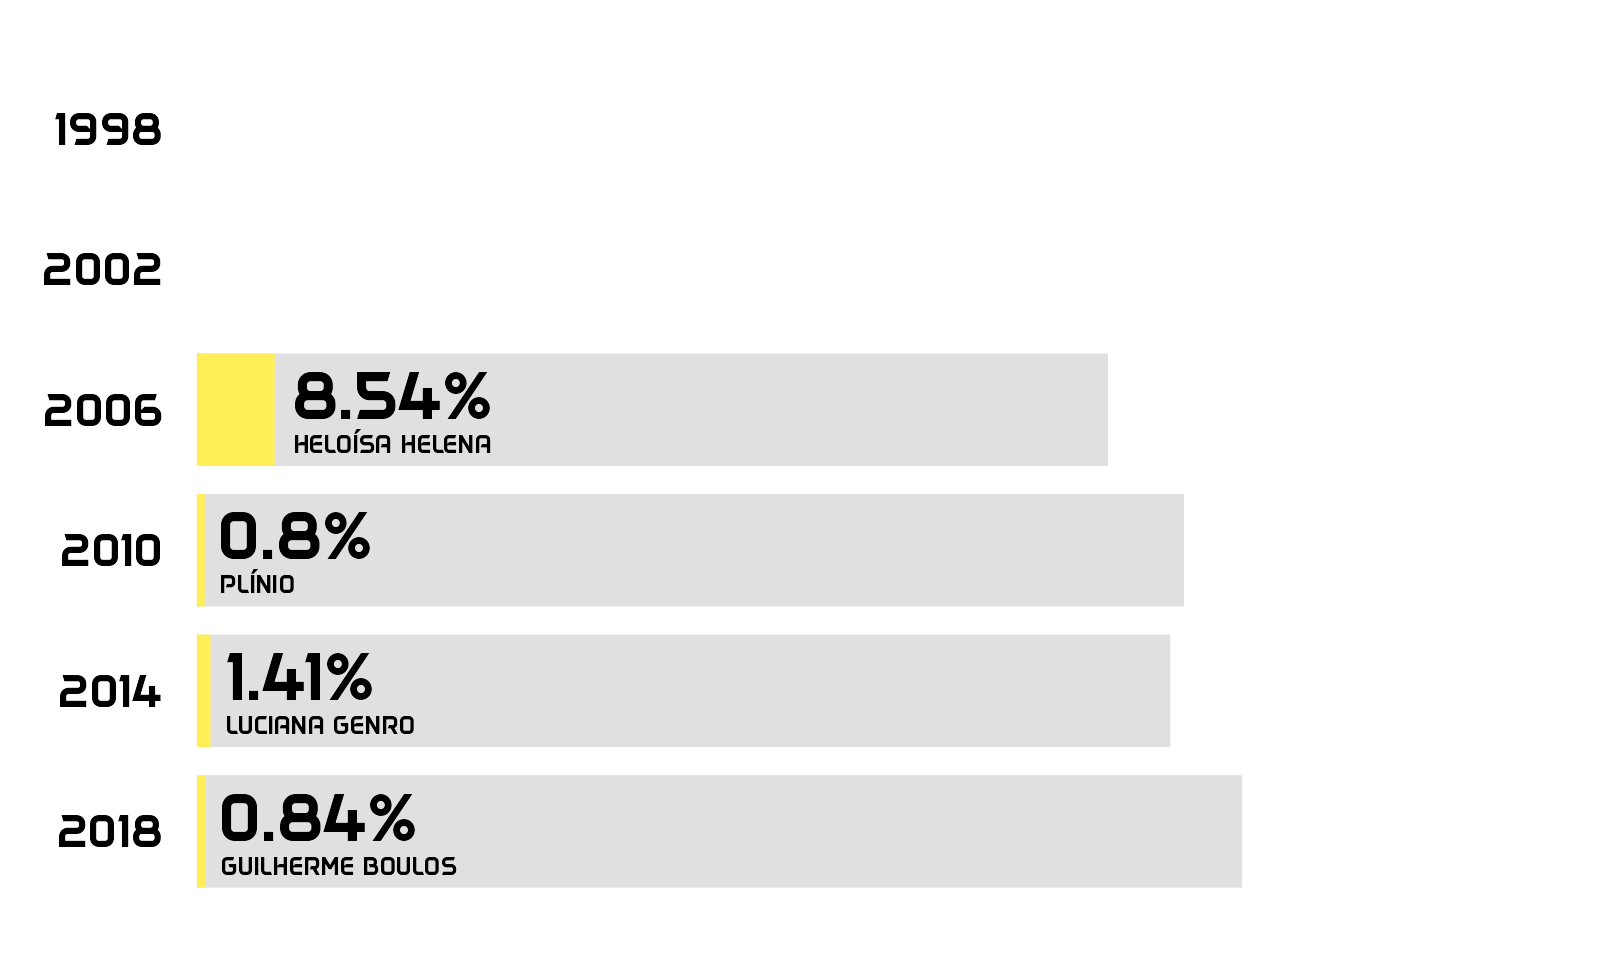 1998
2002
2006
8.54%
HELOÍSA HELENA
2010
0.8%
PLÍNIO
2014
1.41%
LUCIANA GENRO
2018
0.84%
GUILHERME BOULOS